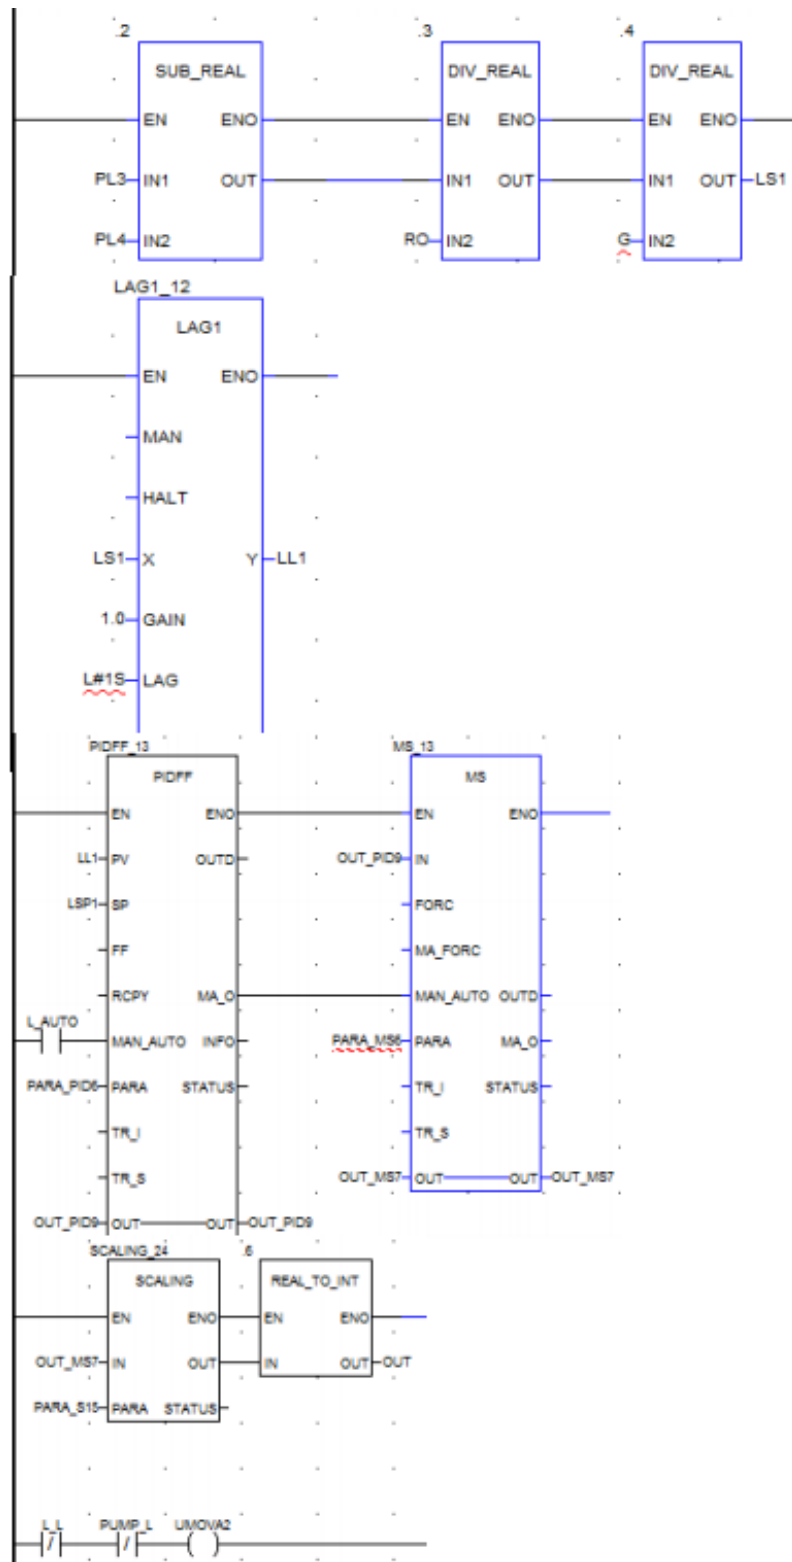 .2 .3 .4
SUB_REAL DIV_REAL DIV_REAL
EN ENO EN ENO EN ENO
PL3 IN1 OUT IN1 OUT IN1 OUT LS1
PL4 IN2 RO IN2 G IN2
LAG1_12
LAG1
EN ENO
MAN
HALT
LS1 X Y LL1
1.0 GAIN
L#1S LAG
PIDFF_13 MS_13
PIDFF MS
EN ENO EN ENO
LL1 PV OUTD OUT_PID9 IN
LSP1 SP FORC
FF MA_FORC
RCPY MA_O MAN_AUTO OUTD
L_AUTO
MAN_AUTO INFO PARA_MS6 PARA MA_O
PARA_PID6 PARA STATUS TR_I STATUS
TR_I TR_S
TR_S OUT_MS7 OUT OUT OUT_MS7
OUT_PID9 OUT OUT OUT_PID9
SCALING_24 .6
SCALING REAL_TO_INT
EN ENO EN ENO
OUT_MS7 IN OUT IN OUT OUT
PARA_S15 PARA STATUS
L_L PUMP_L UMOVA2